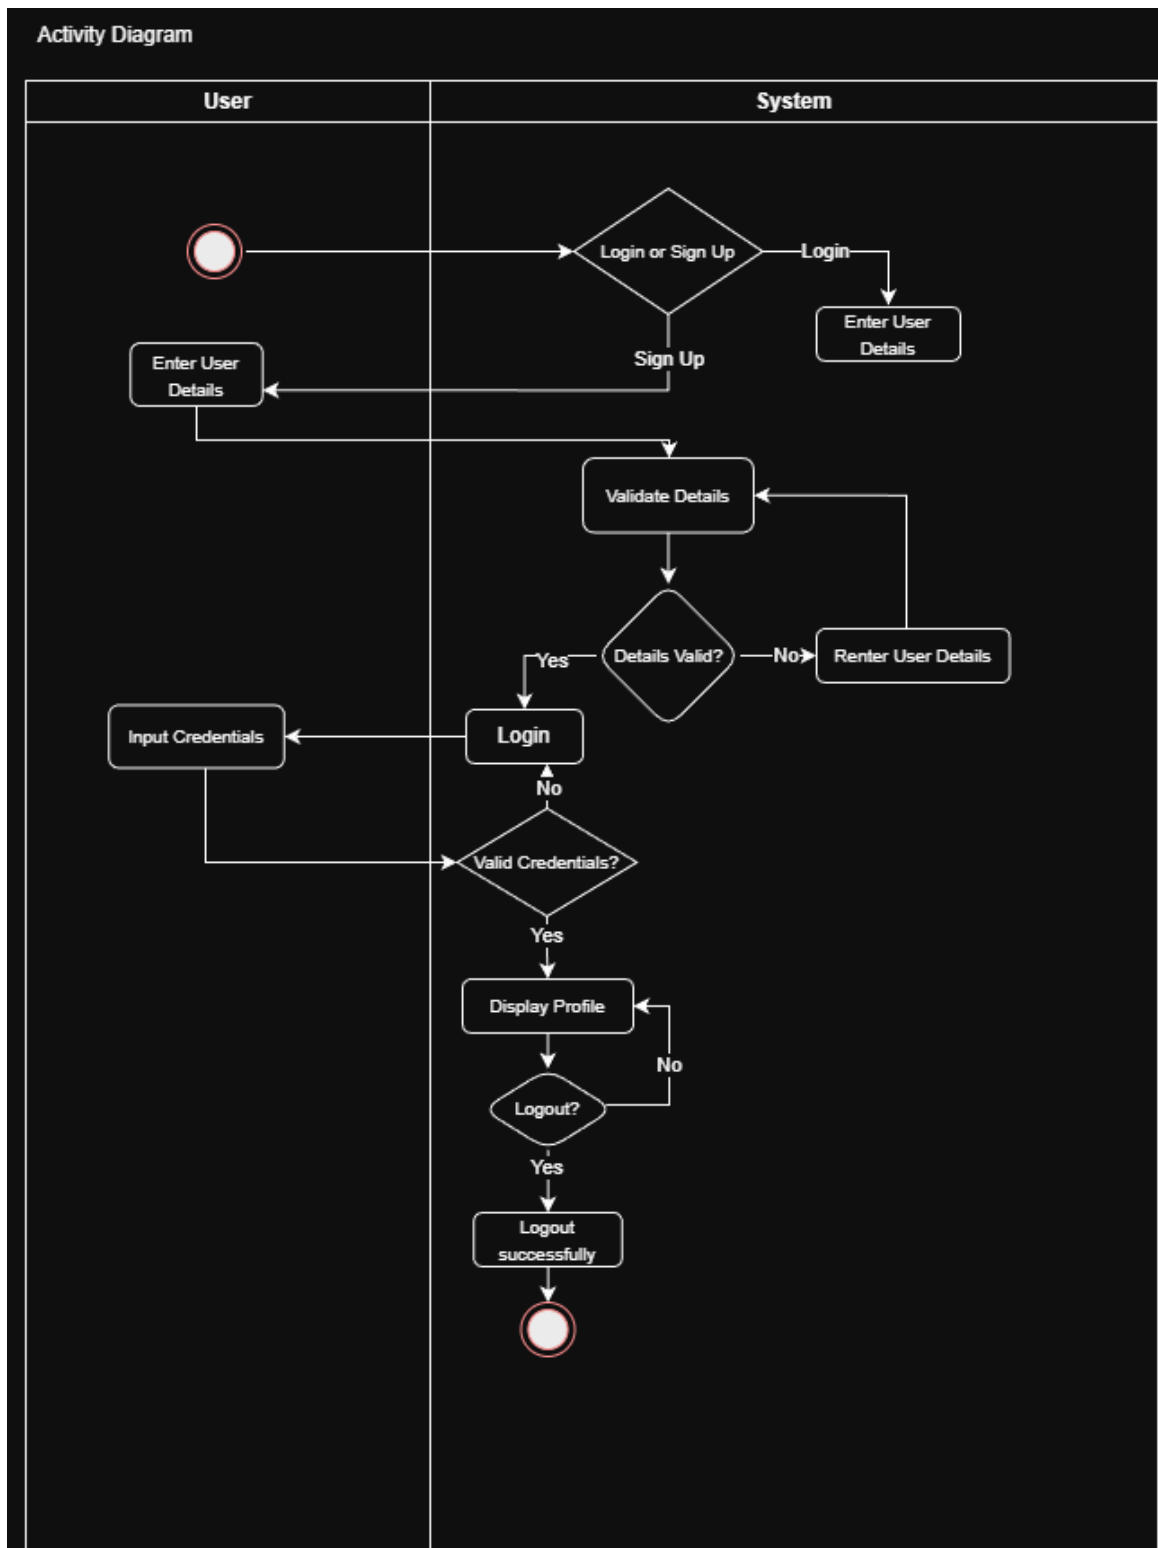 Activity Diagram
User
System
Login or Sign Up
Login
Enter User
Details
Sign Up
Enter User
Details
Validate Details
Details Valid?
Yes
No
Renter User Details
Login
Input Credentials
No
Valid Credentials?
Yes
Display Profile
No
Logout?
Yes
Logout
successfully